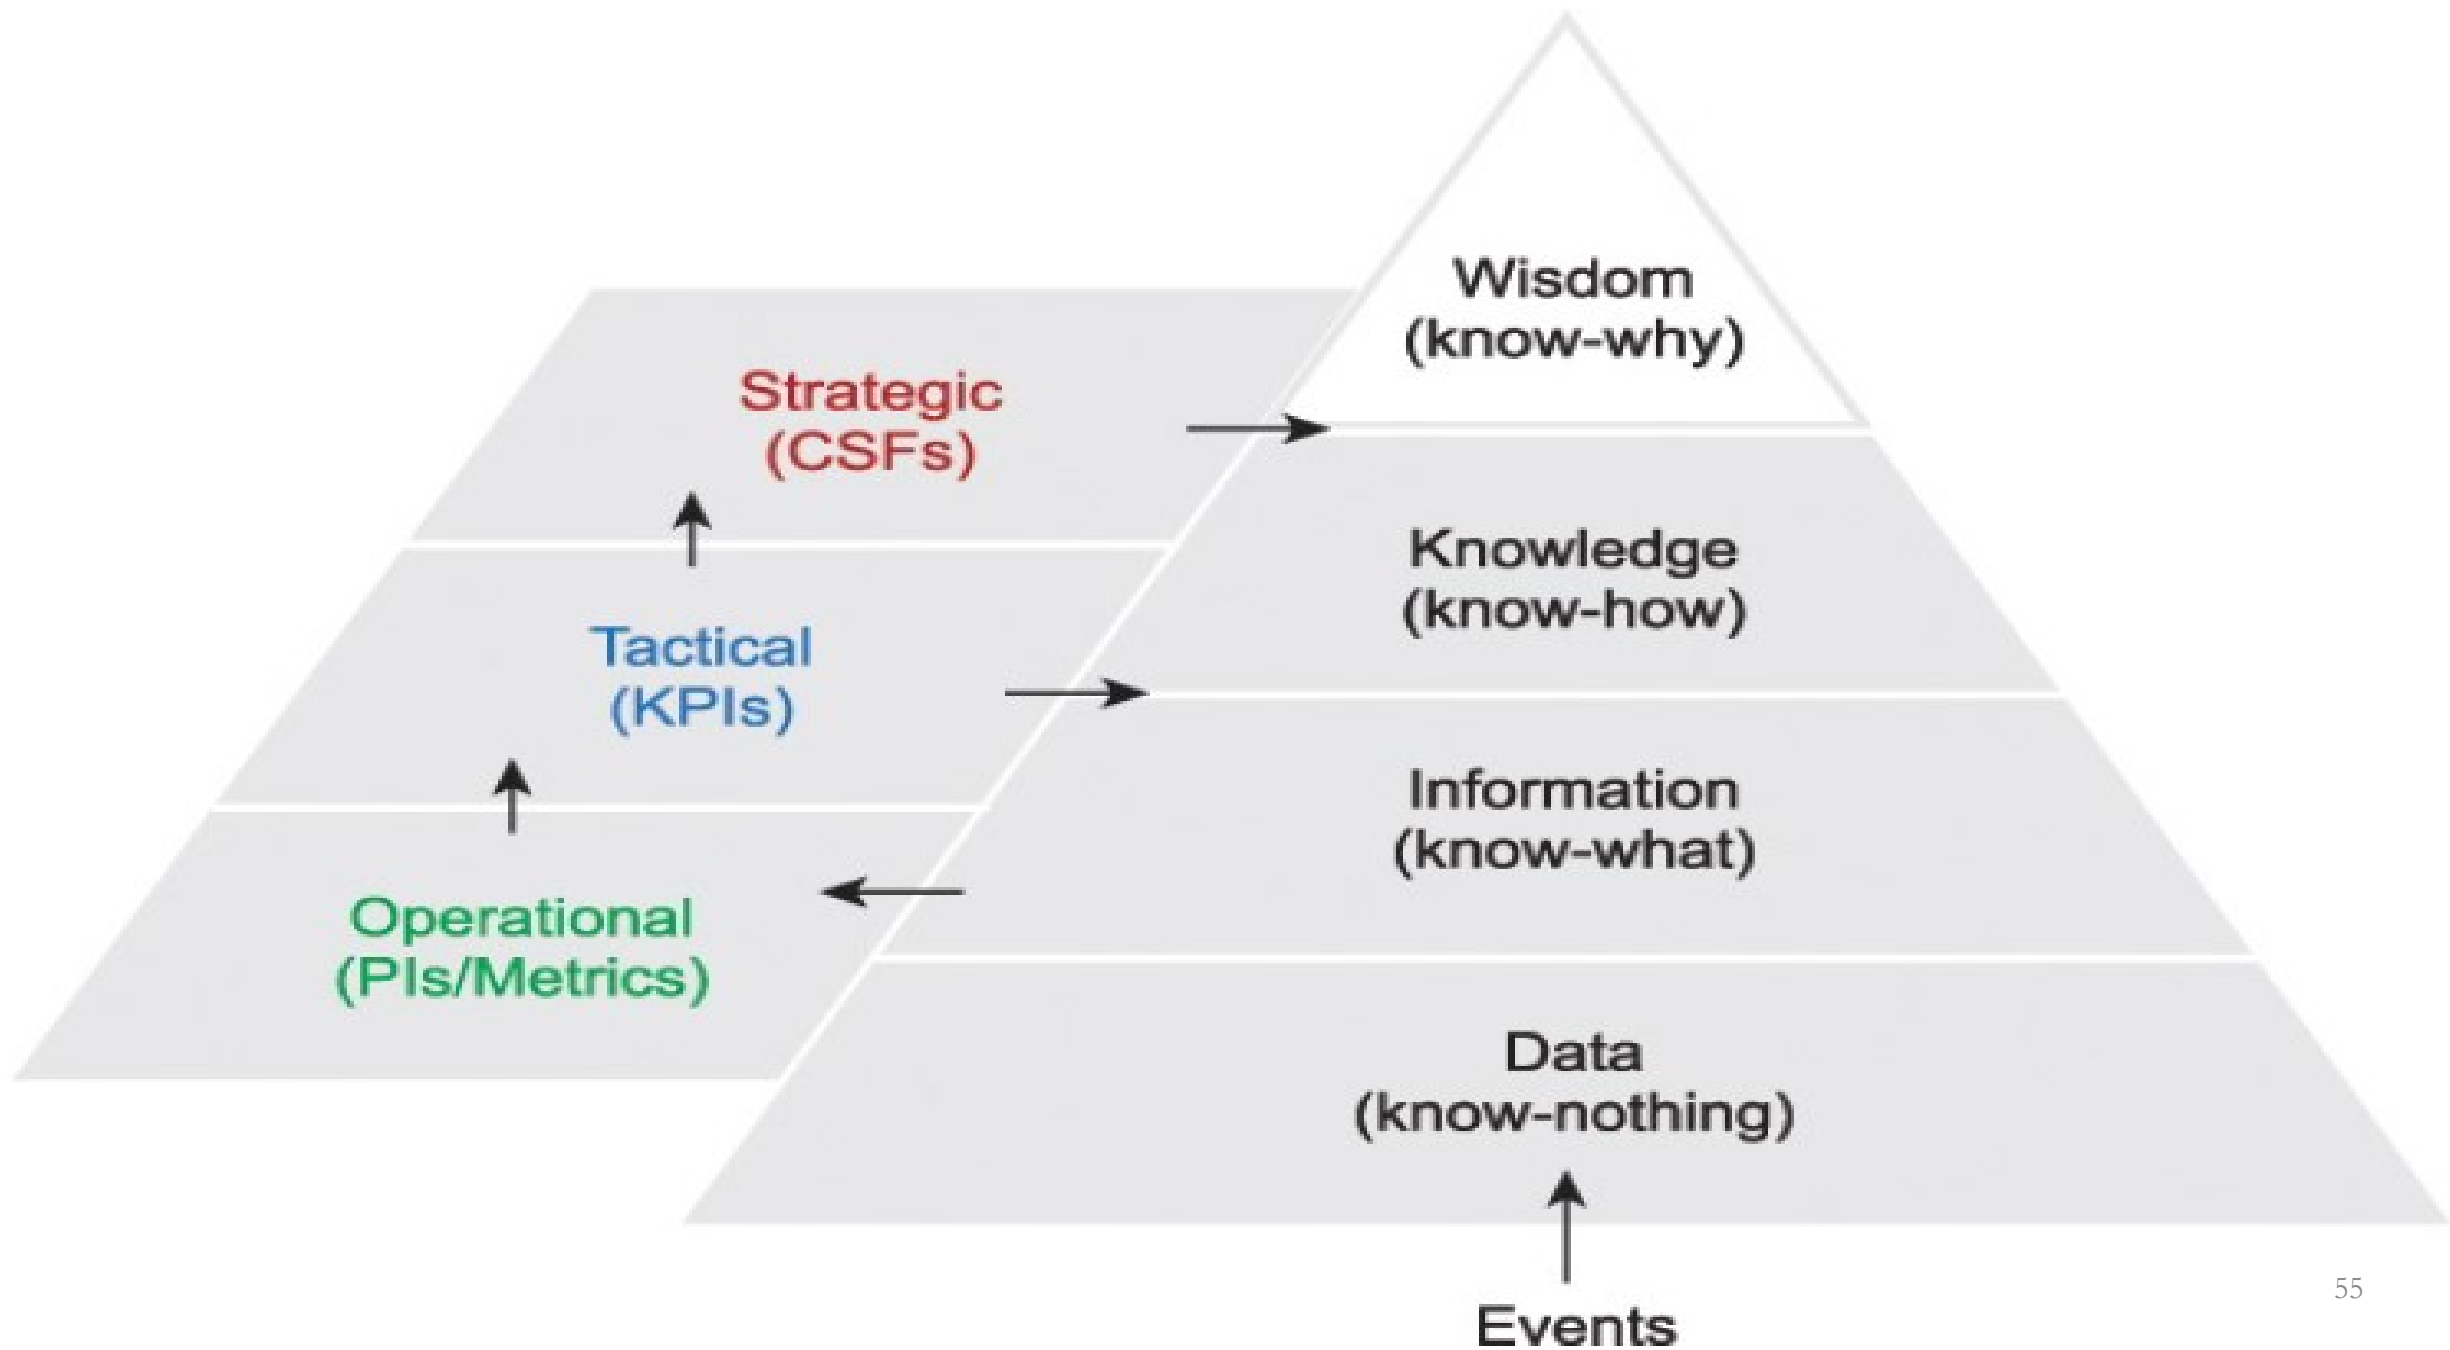 Wisdom
(know-why)
Strategic
(CSFs)
Knowledge
(know-how)
Tactical
(KPIs)
Information
(know-what)
Operational
(PIs/Metrics)
Data
(know-nothing)
Events
55